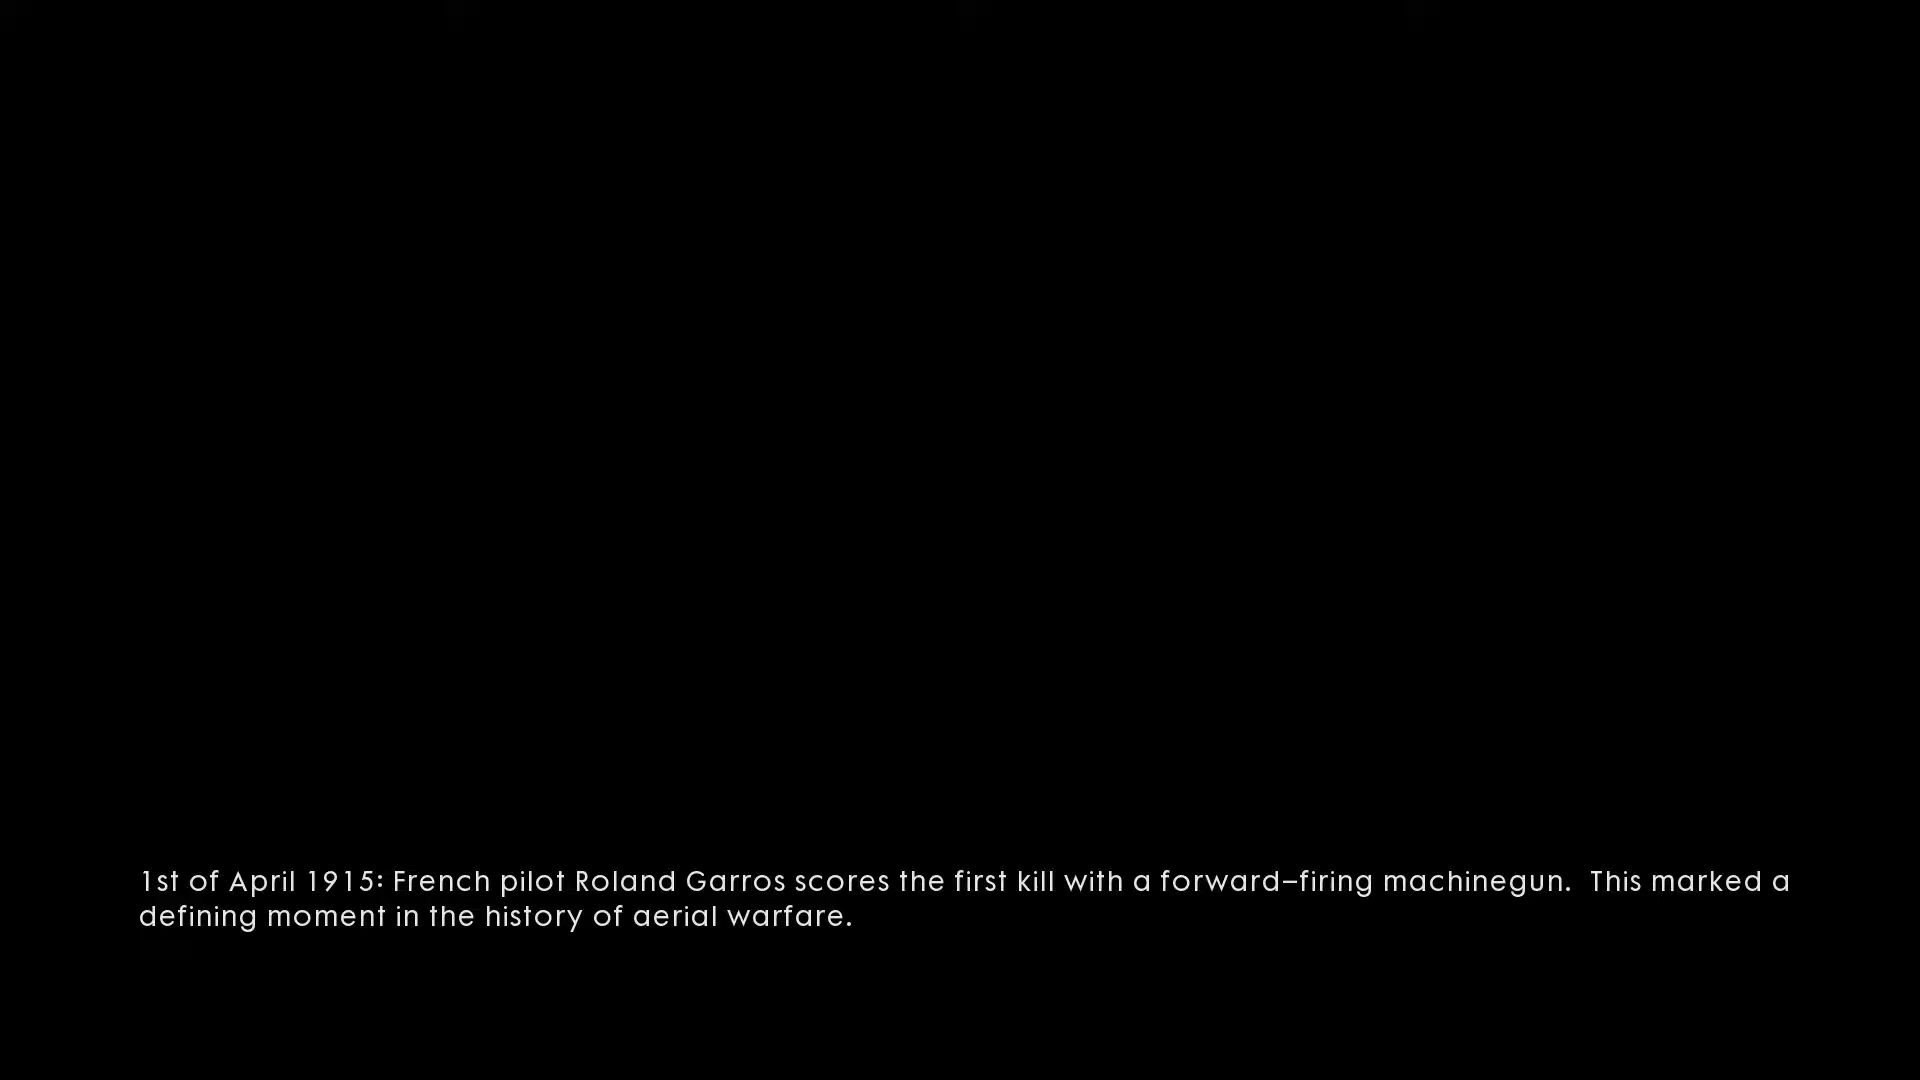 1st of April 1915: French pilot Roland Garros scores the first kill with a forward-firing machinegun.  This marked a
defining moment in the history of aerial warfare.